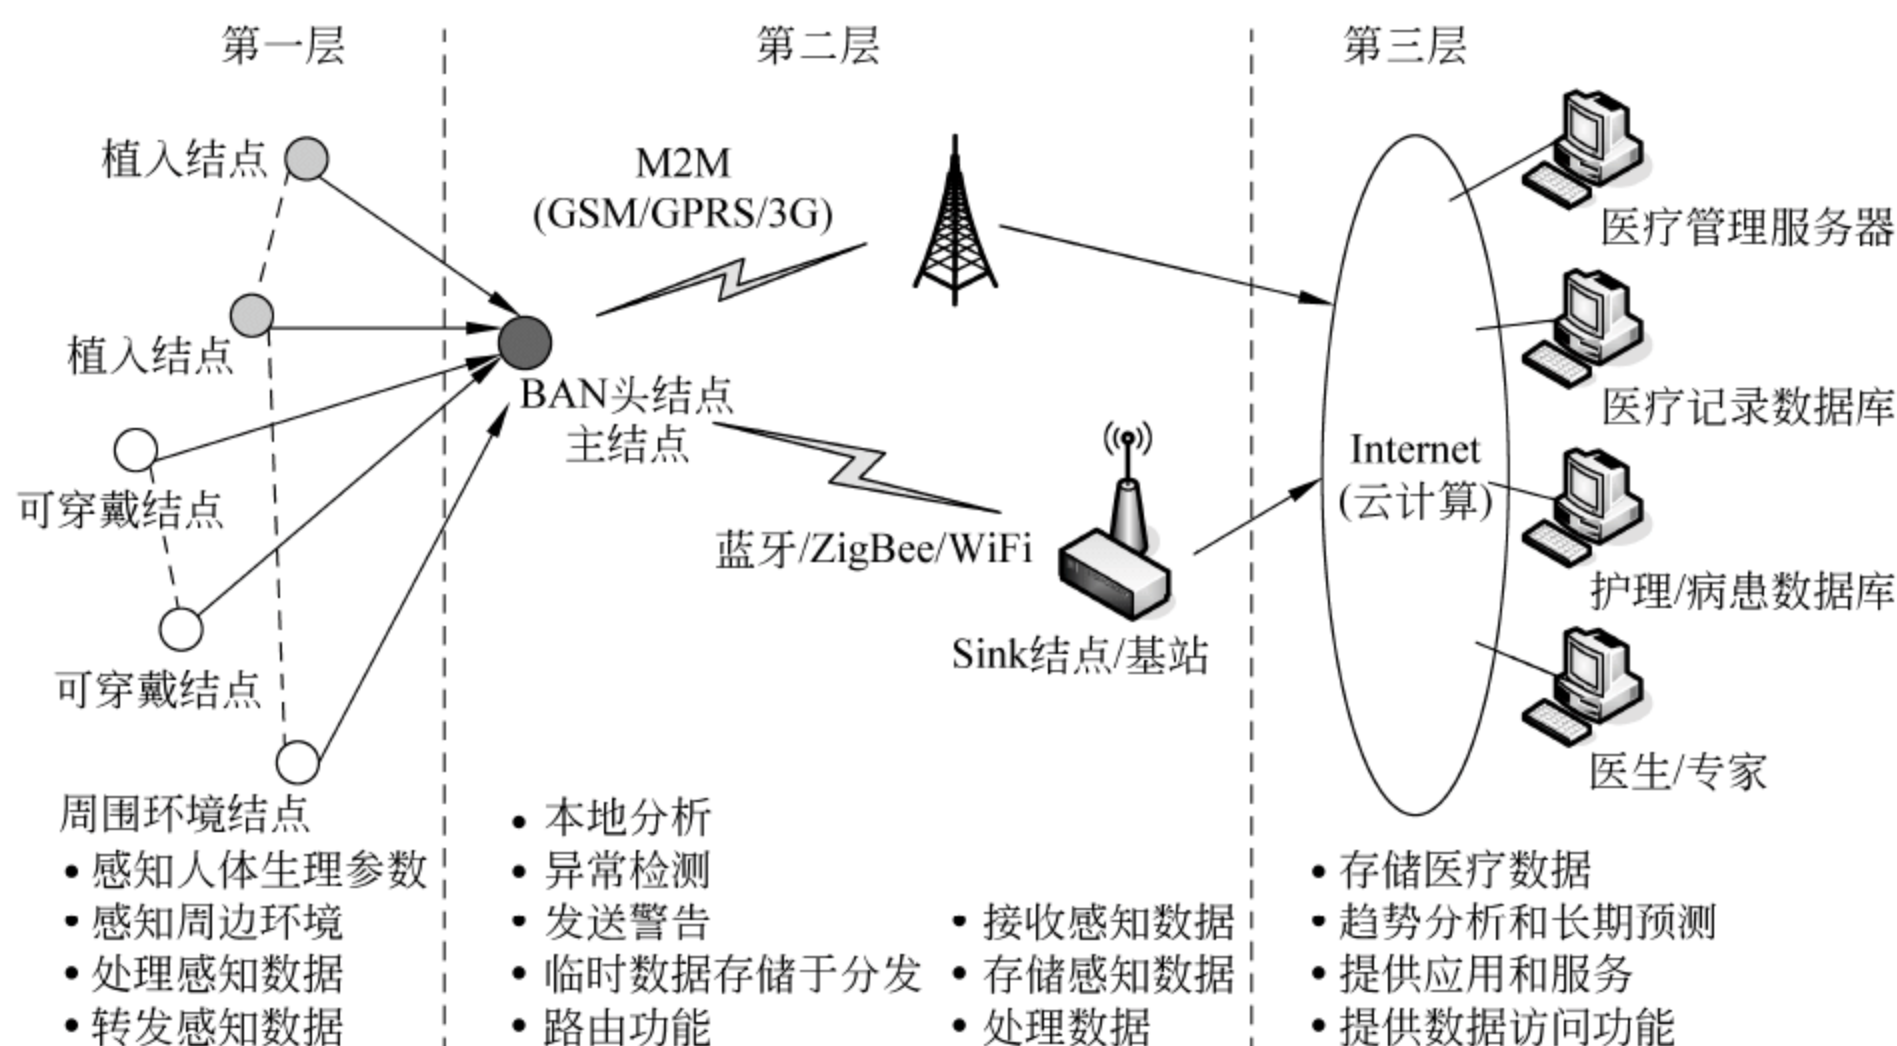 第一层
第二层
第三层
植入结点
植入结点
可穿戴结点
可穿戴结点
周围环境结点
• 感知人体生理参数
• 感知周边环境
• 处理感知数据
• 转发感知数据
M2M
(GSM/GPRS/3G)
BAN头结点
主结点
蓝牙/ZigBee/WiFi
Sink结点/基站
• 本地分析
• 异常检测
• 发送警告
• 临时数据存储于分发
• 路由功能
• 接收感知数据
• 存储感知数据
• 处理数据
Internet
(云计算)
医疗管理服务器
医疗记录数据库
护理/病患数据库
医生/专家
• 存储医疗数据
• 趋势分析和长期预测
• 提供应用和服务
• 提供数据访问功能